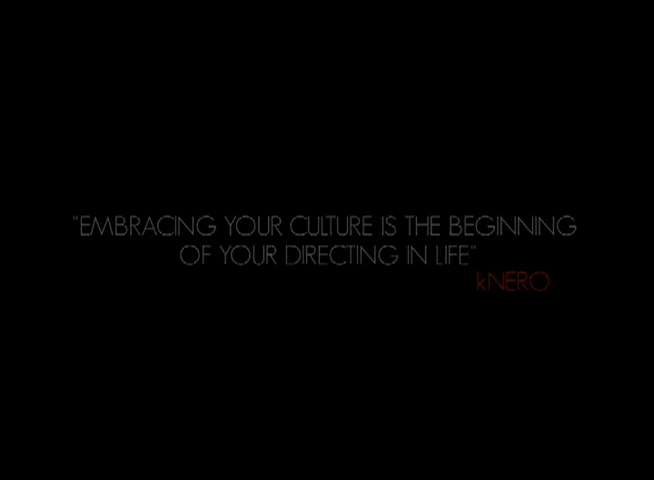 "EMBRACING YOUR CULTURE IS THE BEGINNING
OF YOUR DIRECTING IN LIFE"
kNERO